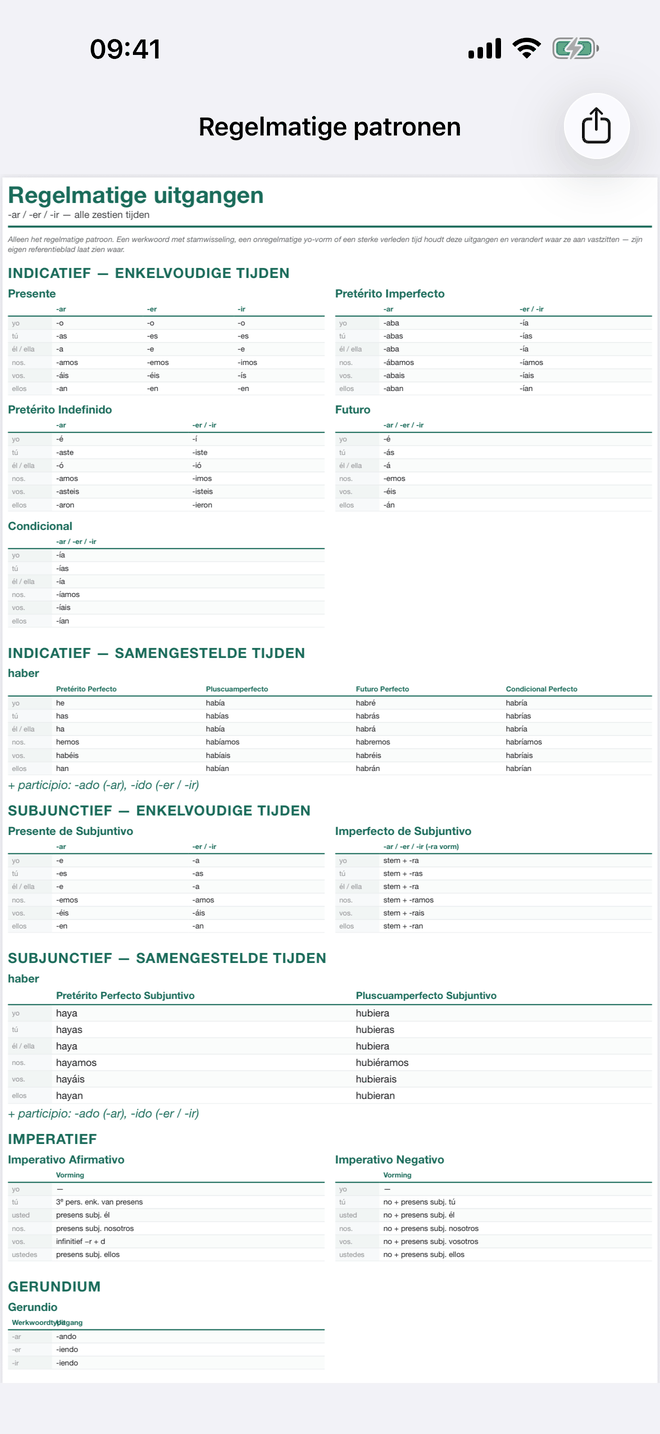 09:41
Regelmatige patronen
Regelmatige uitgangen
-ar / -er / -ir — alle zestien tijden
Alleen het regelmatige patroon. Een werkwoord met stamwisseling, een onregelmatige yo-vorm of een sterke verleden tijd houdt deze uitgangen en verandert waar ze aan vastzitten — zijn
eigen referentieblad laat zien waar.
INDICATIEF — ENKELVOUDIGE TIJDEN
Presente
-ar -er -ir
yo -o -o -o
tú -as -es -es
él / ella -a -e -e
nos. -amos -emos -imos
vos. -áis -éis -ís
ellos -an -en -en
Pretérito Imperfecto
-ar -er / -ir
yo -aba -ía
tú -abas -ías
él / ella -aba -ía
nos. -ábamos -íamos
vos. -abais -íais
ellos -aban -ían
Pretérito Indefinido
-ar -er / -ir
yo -é -í
tú -aste -iste
él / ella -ó -ió
nos. -amos -imos
vos. -asteis -isteis
ellos -aron -ieron
Futuro
-ar / -er / -ir
yo -é
tú -ás
él / ella -á
nos. -emos
vos. -éis
ellos -án
Condicional
-ar / -er / -ir
yo -ía
tú -ías
él / ella -ía
nos. -íamos
vos. -íais
ellos -ían
INDICATIEF — SAMENGESTELDE TIJDEN
haber
Pretérito Perfecto Pluscuamperfecto Futuro Perfecto Condicional Perfecto
yo he había habré habría
tú has habías habrás habrías
él / ella ha había habrá habría
nos. hemos habíamos habremos habríamos
vos. habéis habíais habréis habríais
ellos han habían habrán habrían
+ participio: -ado (-ar), -ido (-er / -ir)
SUBJUNCTIEF — ENKELVOUDIGE TIJDEN
Presente de Subjuntivo
-ar -er / -ir
yo -e -a
tú -es -as
él / ella -e -a
nos. -emos -amos
vos. -éis -áis
ellos -en -an
Imperfecto de Subjuntivo
-ar / -er / -ir (-ra vorm)
yo stem + -ra
tú stem + -ras
él / ella stem + -ra
nos. stem + -ramos
vos. stem + -rais
ellos stem + -ran
SUBJUNCTIEF — SAMENGESTELDE TIJDEN
haber
Pretérito Perfecto Subjuntivo Pluscuamperfecto Subjuntivo
yo haya hubiera
tú hayas hubieras
él / ella haya hubiera
nos. hayamos hubiéramos
vos. hayáis hubierais
ellos hayan hubieran
+ participio: -ado (-ar), -ido (-er / -ir)
IMPERATIEF
Imperativo Afirmativo
Vorming
yo —
tú 3ª pers. enk. van presens
usted presens subj. él
nos. presens subj. nosotros
vos. infinitief −r + d
ustedes presens subj. ellos
Imperativo Negativo
Vorming
yo —
tú no + presens subj. tú
usted no + presens subj. él
nos. no + presens subj. nosotros
vos. no + presens subj. vosotros
ustedes no + presens subj. ellos
GERUNDIUM
Gerundio
Werkwoordtype Uitgang
-ar -ando
-er -iendo
-ir -iendo